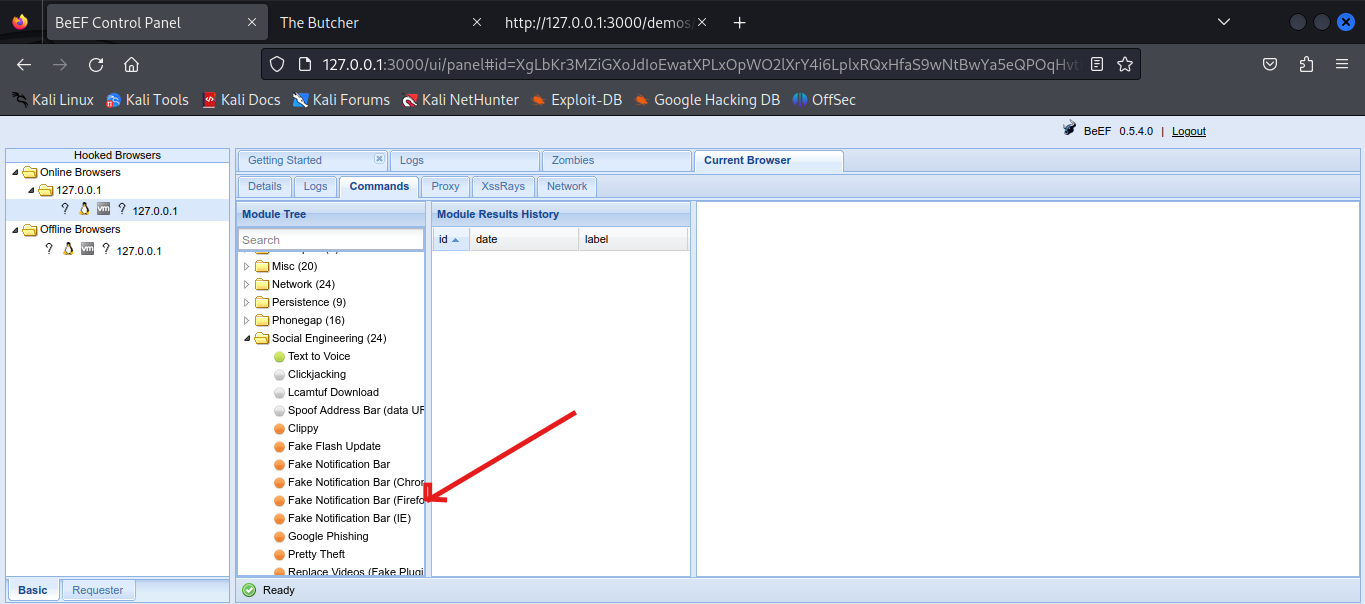 BeEF Control Panel
The Butcher
http://127.0.0.1:3000/demos
127.0.0.1:3000/ui/panel#id=XgLbKr3MZiGXoJdIoEwatXPLxOpWO2lXrY4i6LplxRQxHfaS9wNtBwYa5eQPOqHvt
Kali Linux
Kali Tools
Kali Docs
Kali Forums
Kali NetHunter
Exploit-DB
Google Hacking DB
OffSec
BeEF 0.5.4.0 | Logout
Hooked Browsers
Online Browsers
127.0.0.1
? vm ? 127.0.0.1
Offline Browsers
? vm ? 127.0.0.1
Basic
Requester
Getting Started
Logs
Zombies
Current Browser
Details
Logs
Commands
Proxy
XssRays
Network
Module Tree
Search
Misc (20)
Network (24)
Persistence (9)
Phonegap (16)
Social Engineering (24)
Text to Voice
Clickjacking
Lcamtuf Download
Spoof Address Bar (data UR
Clippy
Fake Flash Update
Fake Notification Bar
Fake Notification Bar (Chron
Fake Notification Bar (Firefo
Fake Notification Bar (IE)
Google Phishing
Pretty Theft
Replace Videos (Fake Plugi
Module Results History
id
date
label
Ready